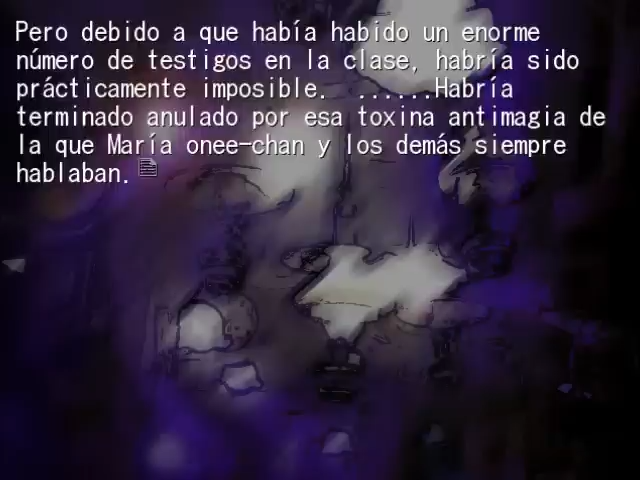 Pero debido a que había habido un enorme
número de testigos en la clase, habría sido
prácticamente imposible.  ......Habría
terminado anulado por esa toxina antimagia de
la que María onee-chan y los demás siempre
hablaban.